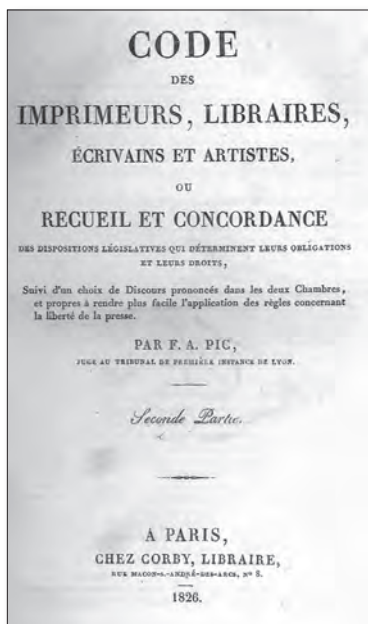 CODE
DES
IMPRIMEURS, LIBRAIRES,
ÉCRIVAINS ET ARTISTES,
OU
RECUEIL ET CONCORDANCE
DES DISPOSITIONS LÉGISLATIVES QUI DÉTERMINENT LEURS OBLIGATIONS
ET LEURS DROITS,
Suivi d'un choix de Discours prononcés dans les deux Chambres,
et propres à rendre plus facile l'application des règles concernant
la liberté de la presse.
PAR F. A. PIC,
JUGE AU TRIBUNAL DE PREMIÈRE INSTANCE DE LYON.
Seconde Partie.
A PARIS,
CHEZ CORBY, LIBRAIRE,
RUE MACON-S.-ANDRÉ-DES-ARCS, Nº 8.
1826.